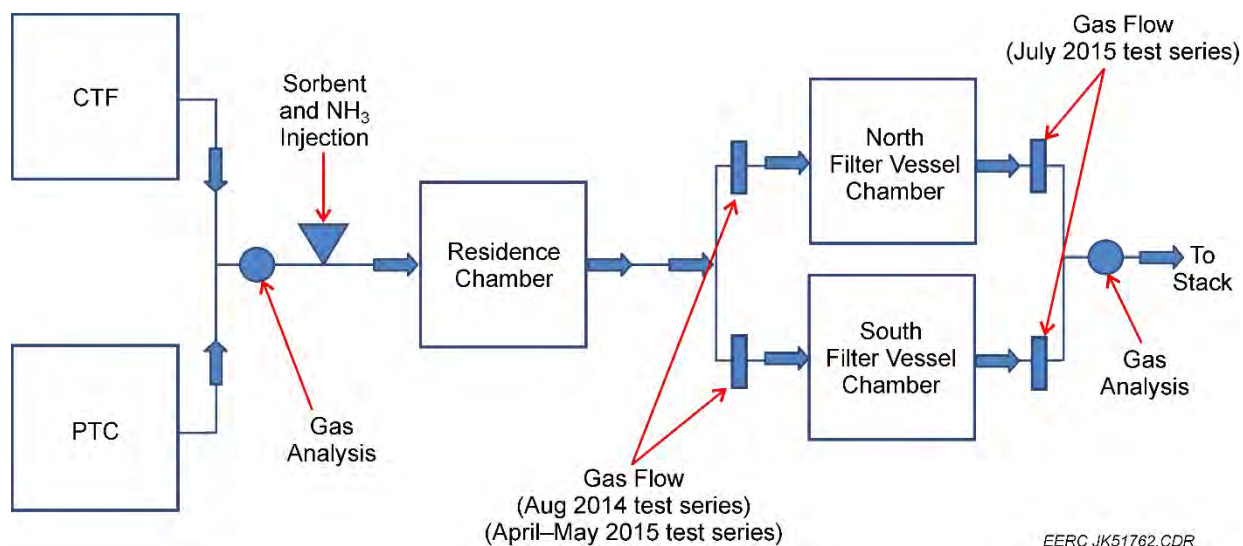 CTF
Sorbent
and NH₃
Injection
Gas Flow
(July 2015 test series)
North
Filter Vessel
Chamber
Residence
Chamber
To
Stack
PTC
Gas
Analysis
South
Filter Vessel
Chamber
Gas
Analysis
Gas Flow
(Aug 2014 test series)
(April–May 2015 test series)
EERC JK51762.CDR